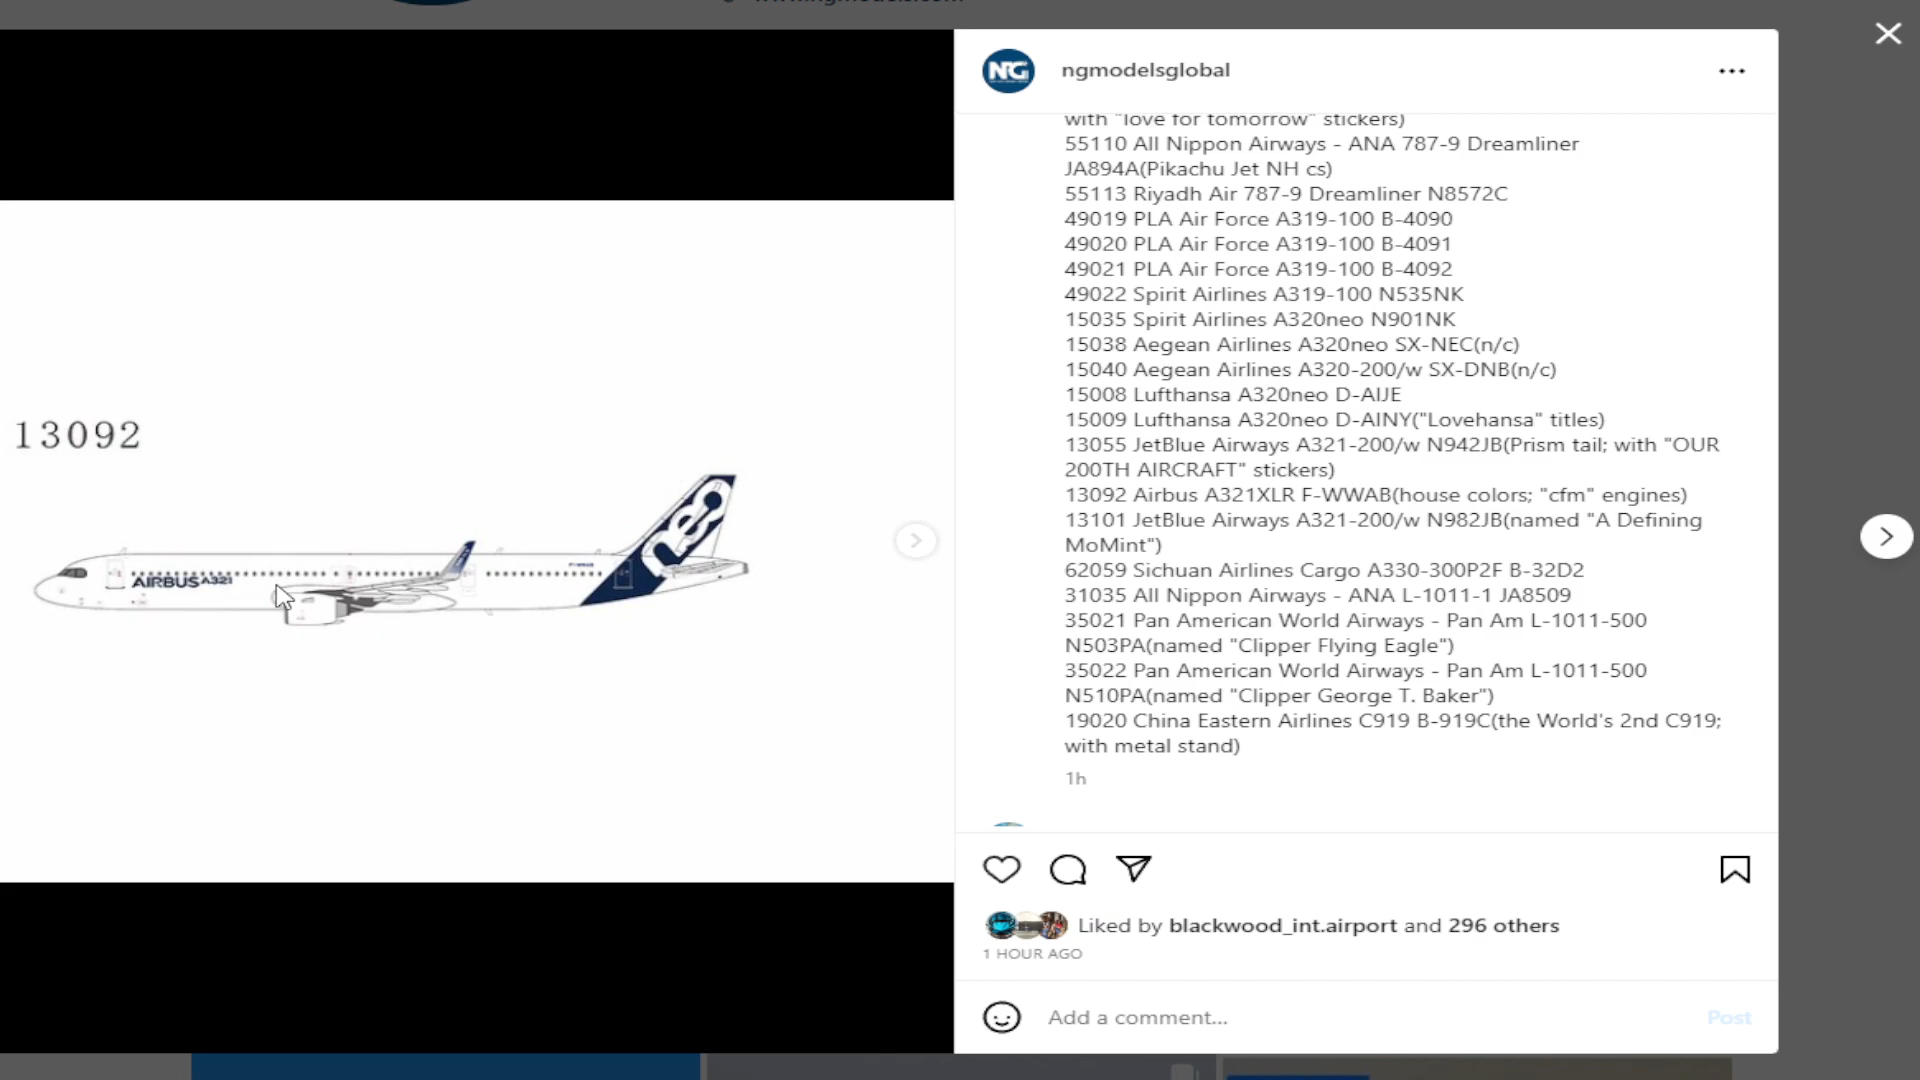 NG
ngmodelsglobal
with "love for tomorrow" stickers)
55110 All Nippon Airways - ANA 787-9 Dreamliner
JA894A(Pikachu Jet NH cs)
55113 Riyadh Air 787-9 Dreamliner N8572C
49019 PLA Air Force A319-100 B-4090
49020 PLA Air Force A319-100 B-4091
49021 PLA Air Force A319-100 B-4092
49022 Spirit Airlines A319-100 N535NK
15035 Spirit Airlines A320neo N901NK
15038 Aegean Airlines A320neo SX-NEC(n/c)
15040 Aegean Airlines A320-200/w SX-DNB(n/c)
15008 Lufthansa A320neo D-AIJE
15009 Lufthansa A320neo D-AINY("Lovehansa" titles)
13055 JetBlue Airways A321-200/w N942JB(Prism tail; with "OUR
200TH AIRCRAFT" stickers)
13092 Airbus A321XLR F-WWAB(house colors; "cfm" engines)
13101 JetBlue Airways A321-200/w N982JB(named "A Defining
MoMint")
62059 Sichuan Airlines Cargo A330-300P2F B-32D2
31035 All Nippon Airways - ANA L-1011-1 JA8509
35021 Pan American World Airways - Pan Am L-1011-500
N503PA(named "Clipper Flying Eagle")
35022 Pan American World Airways - Pan Am L-1011-500
N510PA(named "Clipper George T. Baker")
19020 China Eastern Airlines C919 B-919C(the World's 2nd C919;
with metal stand)
1h
13092
neo
AIRBUS A321
F-WWAB
Liked by blackwood_int.airport and 296 others
1 HOUR AGO
Add a comment...
Post